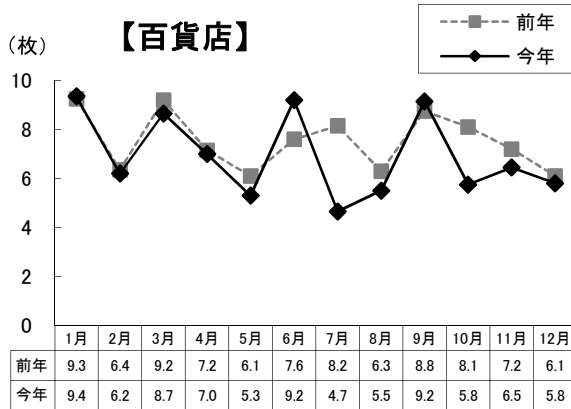 【百貨店】
前年
今年
（枚）
10
8
6
4
2
0
1月 2月 3月 4月 5月 6月 7月 8月 9月 10月 11月 12月
前年 9.3 6.4 9.2 7.2 6.1 7.6 8.2 6.3 8.8 8.1 7.2 6.1
今年 9.4 6.2 8.7 7.0 5.3 9.2 4.7 5.5 9.2 5.8 6.5 5.8